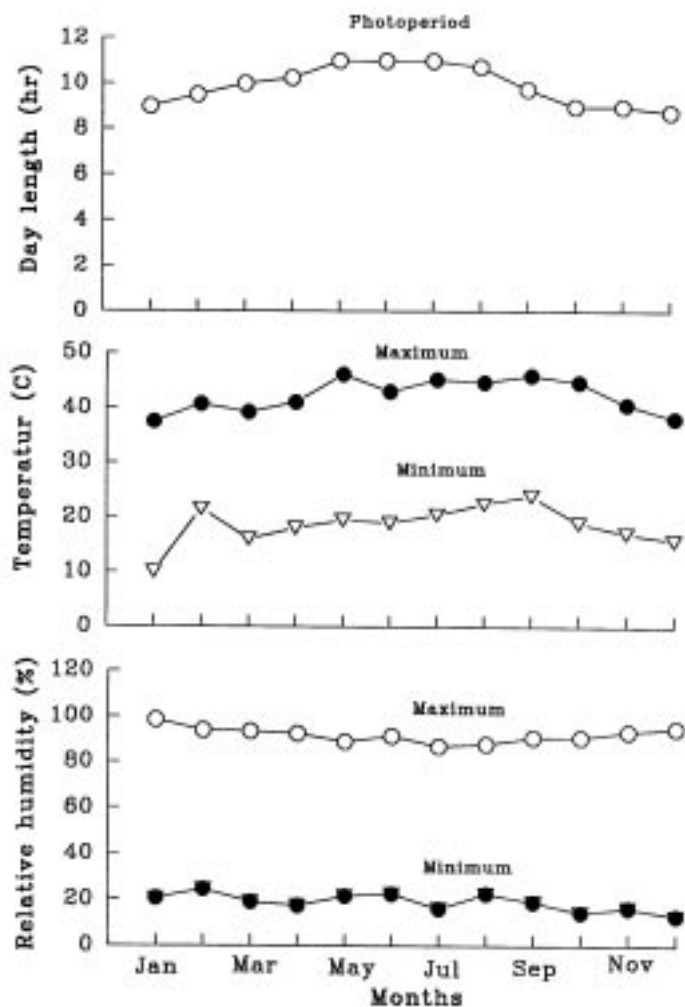 Photoperiod
Day length (hr)
12
10
8
6
4
2
0
Temperatur (C)
50
40
30
20
10
0
Maximum
Minimum
Relative humidity (%)
120
100
80
60
40
20
0
Maximum
Minimum
Jan Mar May Jul Sep Nov
Months